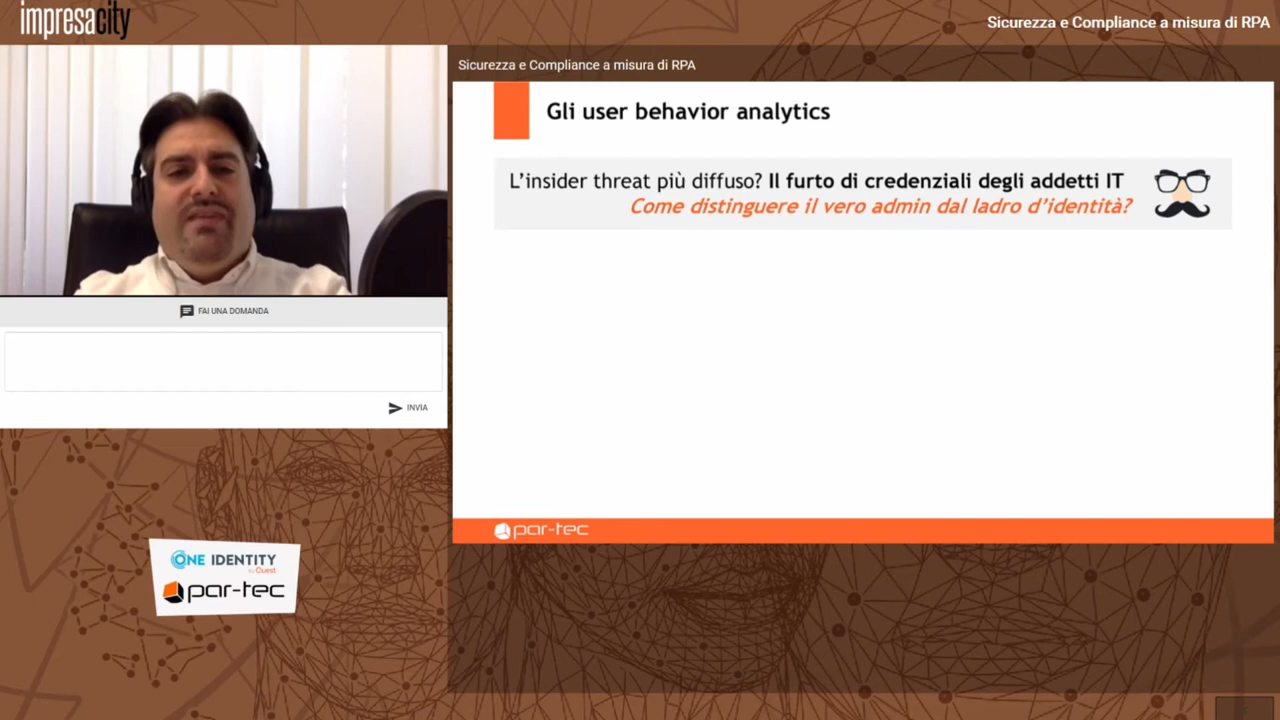 impresacity
Sicurezza e Compliance a misura di RPA
Sicurezza e Compliance a misura di RPA
Gli user behavior analytics
L'insider threat più diffuso? Il furto di credenziali degli addetti IT
Come distinguere il vero admin dal ladro d'identità?
FAI UNA DOMANDA
INVIA
par-tec
ONE IDENTITY
by Quest
par-tec